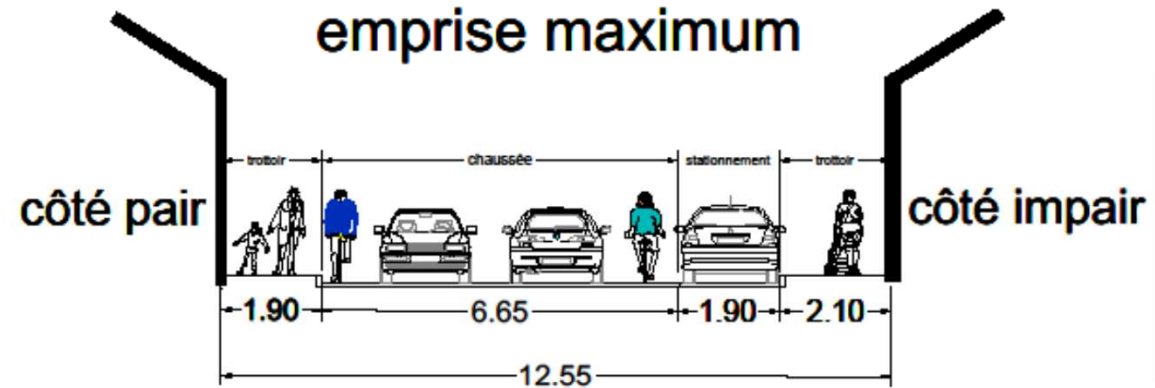 emprise maximum
trottoir chaussée stationnement trottoir
côté pair côté impair
1.90 6.65 1.90 2.10
12.55